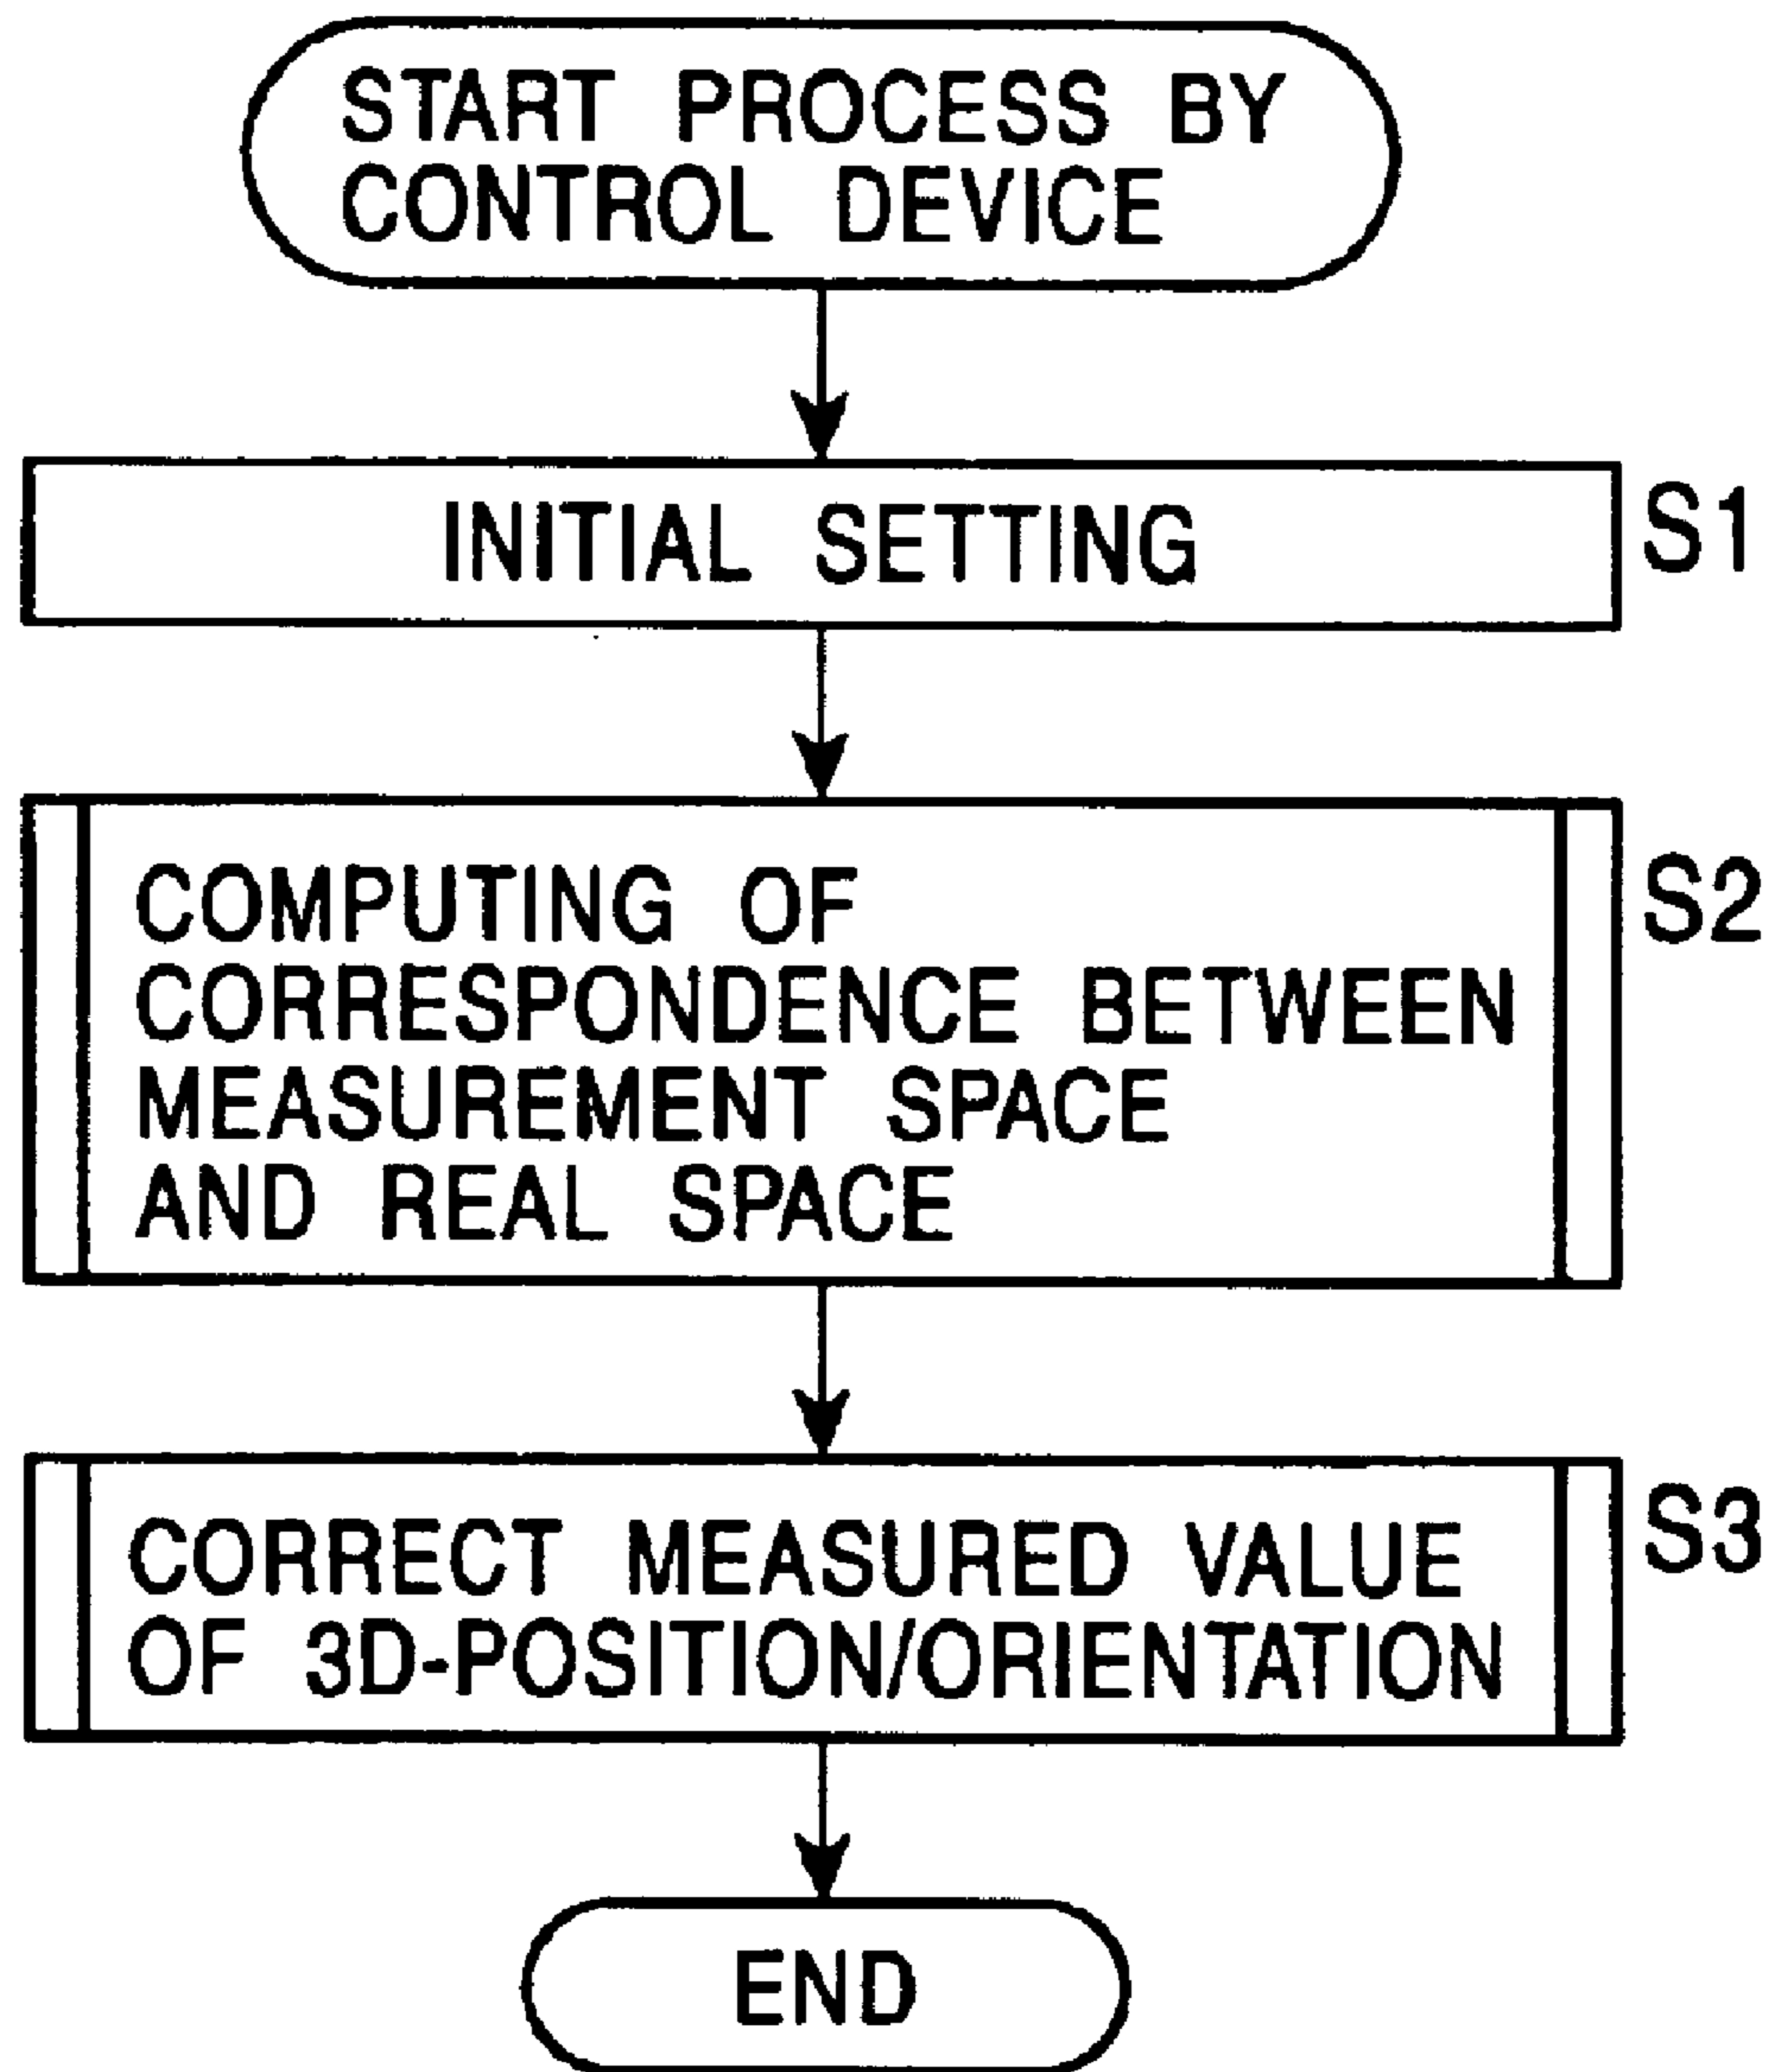 START PROCESS BY
CONTROL DEVICE
INITIAL SETTING
S1
COMPUTING OF
CORRESPONDENCE BETWEEN
MEASUREMENT SPACE
AND REAL SPACE
S2
CORRECT MEASURED VALUE
OF 3D-POSITION/ORIENTATION
S3
END